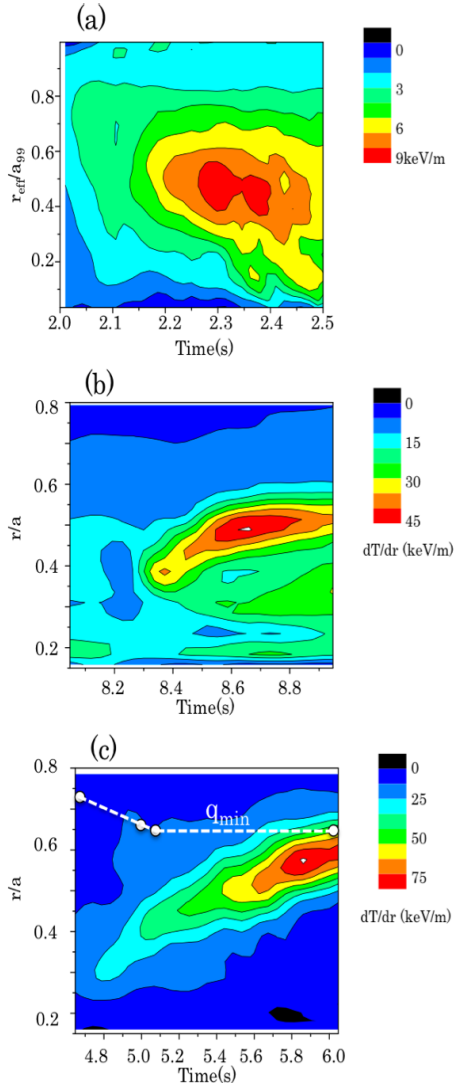 (a)
0
3
6
9keV/m
0.8
0.6
0.4
0.2
r_eff/a_99
2.0 2.1 2.2 2.3 2.4 2.5
Time(s)
(b)
0
15
30
45
dT/dr (keV/m)
0.8
0.6
0.4
0.2
r/a
8.2 8.4 8.6 8.8
Time(s)
(c)
q_min
0
25
50
75
dT/dr (keV/m)
0.8
0.6
0.4
0.2
r/a
4.8 5.0 5.2 5.4 5.6 5.8 6.0
Time(s)